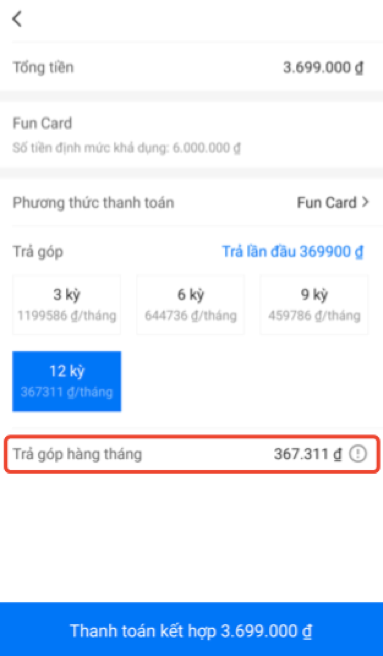 Tổng tiền 3.699.000 ₫
Fun Card
Số tiền định mức khả dụng: 6.000.000 ₫
Phương thức thanh toán Fun Card >
Trả góp Trả lần đầu 369900 ₫
3 kỳ 6 kỳ 9 kỳ
1199586 ₫/tháng 644736 ₫/tháng 459786 ₫/tháng
12 kỳ
367311 ₫/tháng
Trả góp hàng tháng 367.311 ₫
Thanh toán kết hợp 3.699.000 ₫